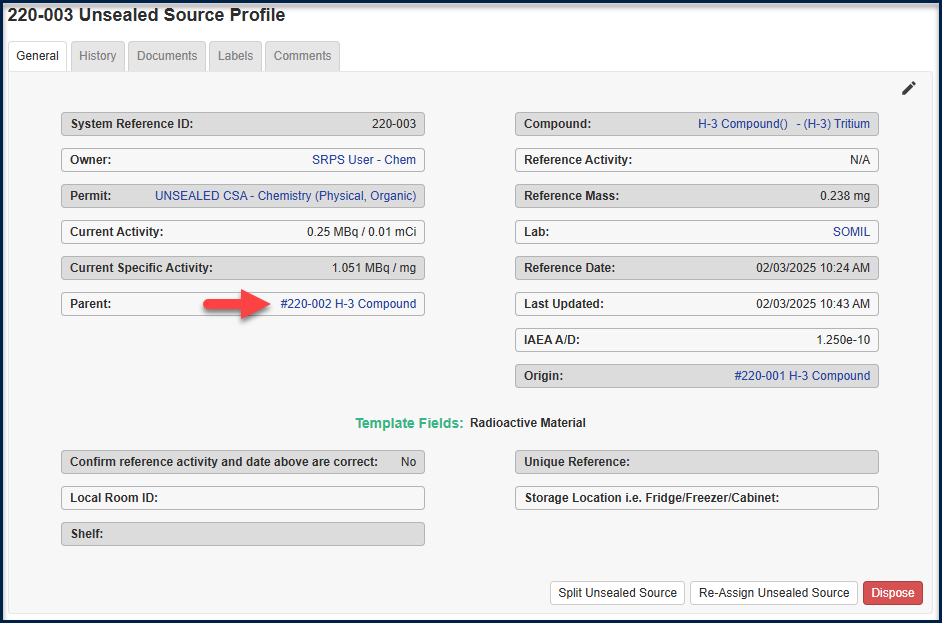 220-003 Unsealed Source Profile
General History Documents Labels Comments
System Reference ID: 220-003
Owner: SRPS User - Chem
Permit: UNSEALED CSA - Chemistry (Physical, Organic)
Current Activity: 0.25 MBq / 0.01 mCi
Current Specific Activity: 1.051 MBq / mg
Parent: #220-002 H-3 Compound
Compound: H-3 Compound() - (H-3) Tritium
Reference Activity: N/A
Reference Mass: 0.238 mg
Lab: SOMIL
Reference Date: 02/03/2025 10:24 AM
Last Updated: 02/03/2025 10:43 AM
IAEA A/D: 1.250e-10
Origin: #220-001 H-3 Compound
Template Fields: Radioactive Material
Confirm reference activity and date above are correct: No
Local Room ID:
Shelf:
Unique Reference:
Storage Location i.e. Fridge/Freezer/Cabinet:
Split Unsealed Source Re-Assign Unsealed Source Dispose